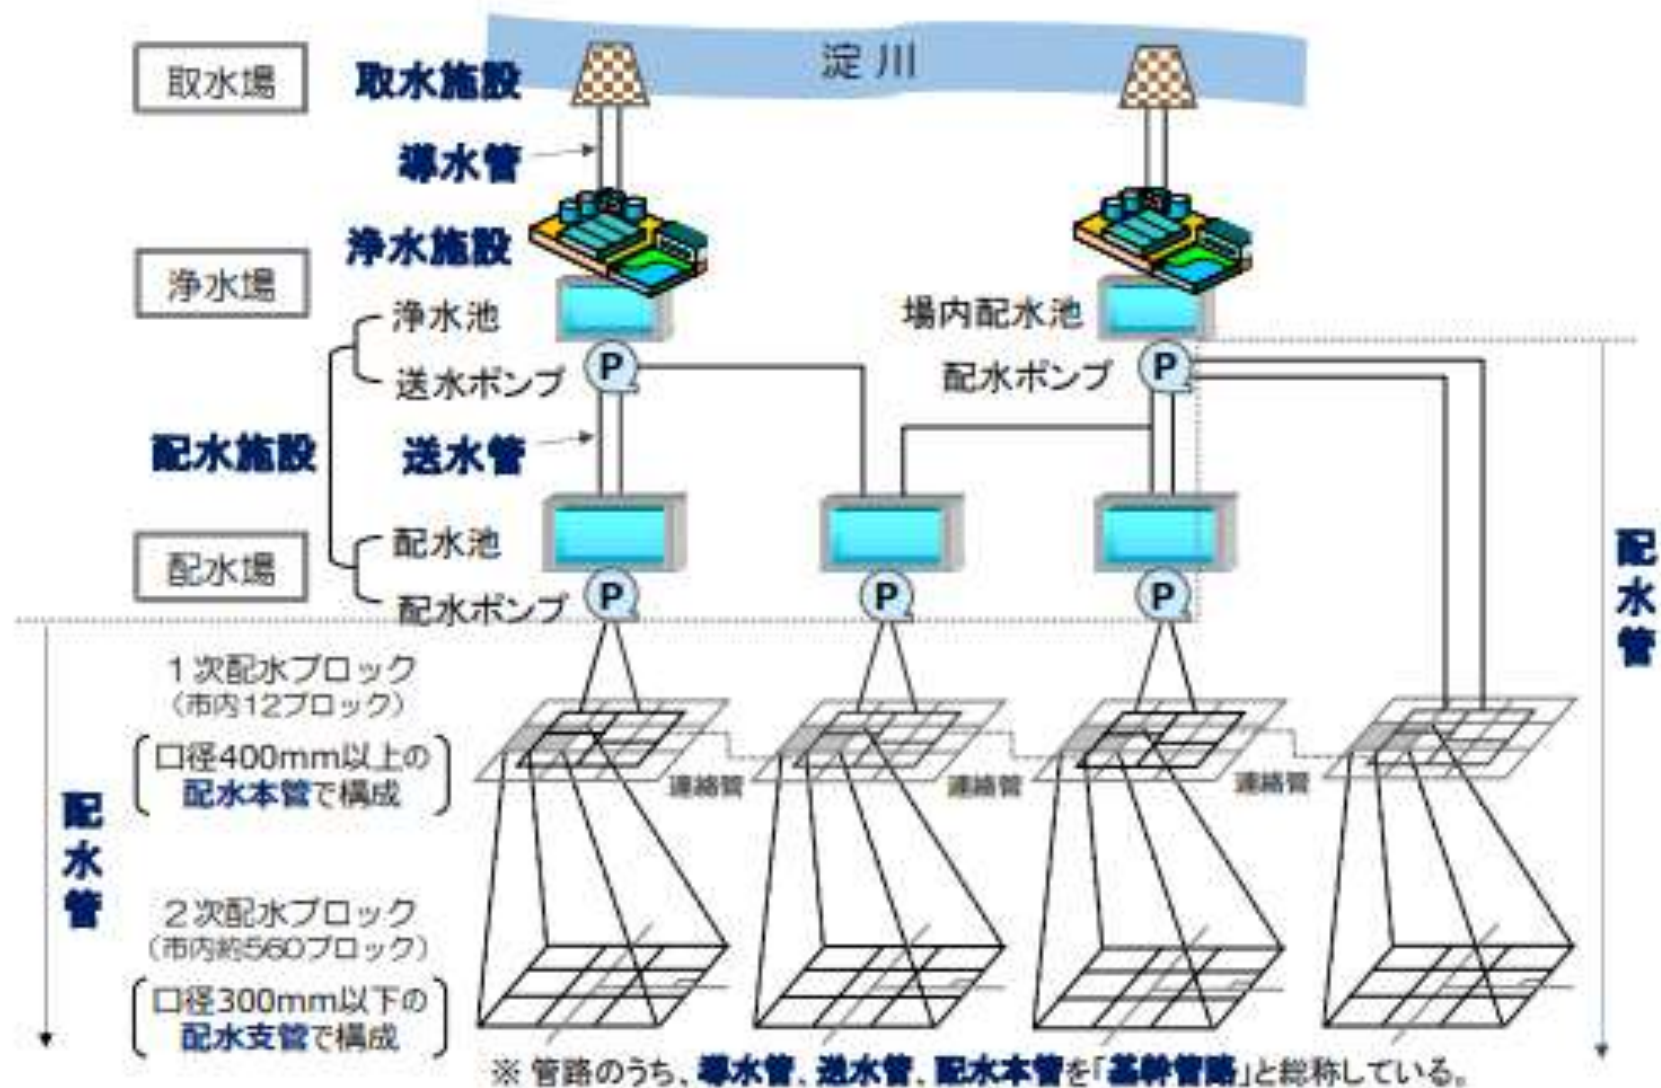 淀川
取水場
取水施設
導水管
浄水施設
浄水場
浄水池
場内配水池
P
P
送水ポンプ
配水ポンプ
配水施設
送水管
配水池
配水場
配水ポンプ
P
P
P
配水管
1次配水ブロック
(市内12ブロック)
口径400mm以上の
配水本管で構成
連絡管
連絡管
連絡管
配水管
2次配水ブロック
(市内約560ブロック)
口径300mm以下の
配水支管で構成
※ 管路のうち、導水管、送水管、配水本管を「基幹管路」と総称している。